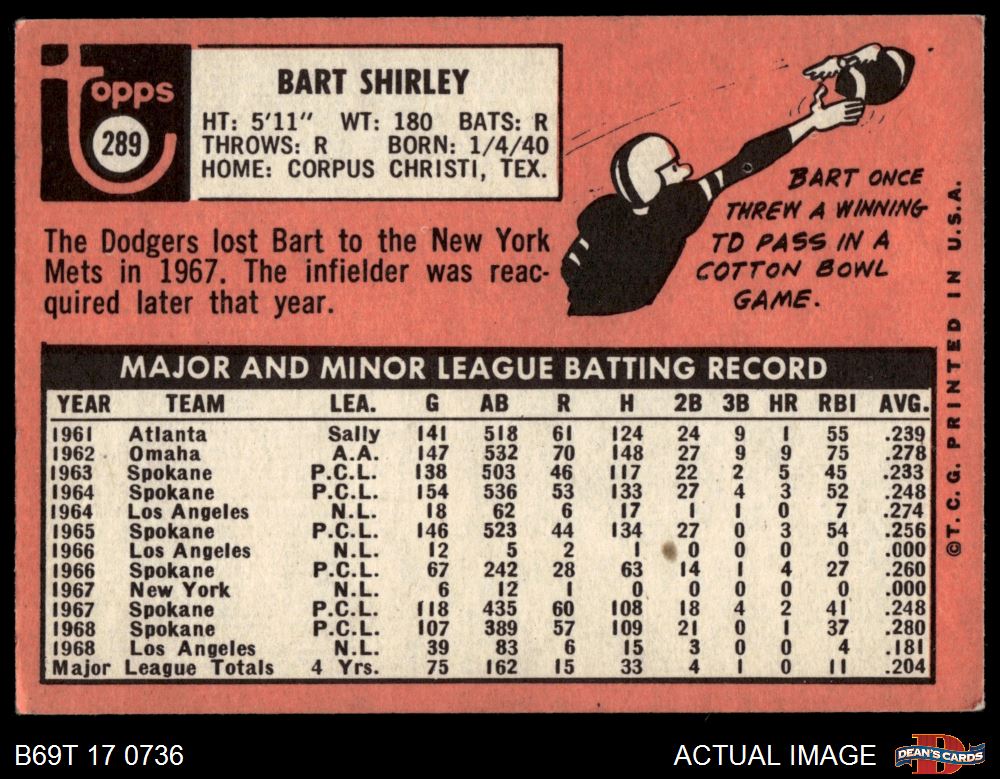 Topps
289
BART SHIRLEY
HT: 5'11" WT: 180 BATS: R
THROWS: R BORN: 1/4/40
HOME: CORPUS CHRISTI, TEX.
The Dodgers lost Bart to the New York
Mets in 1967. The infielder was reac-
quired later that year.
BART ONCE
THREW A WINNING
TD PASS IN A
COTTON BOWL
GAME.
MAJOR AND MINOR LEAGUE BATTING RECORD
YEAR TEAM LEA. G AB R H 2B 3B HR RBI AVG.
1961 Atlanta Sally 141 518 61 124 24 9 1 55 .239
1962 Omaha A.A. 147 532 70 148 27 9 9 75 .278
1963 Spokane P.C.L. 138 503 46 117 22 2 5 45 .233
1964 Spokane P.C.L. 154 536 53 133 27 4 3 52 .248
1964 Los Angeles N.L. 18 62 6 17 1 1 0 7 .274
1965 Spokane P.C.L. 146 523 44 134 27 0 3 54 .256
1966 Los Angeles N.L. 12 5 2 1 0 0 0 0 .000
1966 Spokane P.C.L. 67 242 28 63 14 1 4 27 .260
1967 New York N.L. 6 12 1 0 0 0 0 0 .000
1967 Spokane P.C.L. 118 435 60 108 18 4 2 41 .248
1968 Spokane P.C.L. 107 389 57 109 21 0 1 37 .280
1968 Los Angeles N.L. 39 83 6 15 3 0 0 4 .181
Major League Totals 4 Yrs. 75 162 15 33 4 1 0 11 .204
©T.C.G. PRINTED IN U.S.A.
B69T 17 0736
ACTUAL IMAGE
DEAN'S CARDS